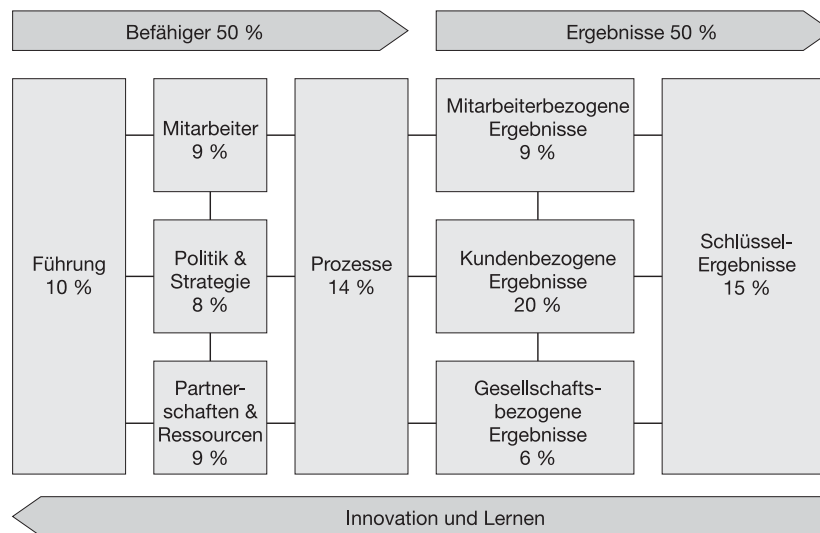 Befähiger 50 %
Ergebnisse 50 %
Führung
10 %
Mitarbeiter
9 %
Politik &
Strategie
8 %
Partner-
schaften &
Ressourcen
9 %
Prozesse
14 %
Mitarbeiterbezogene
Ergebnisse
9 %
Kundenbezogene
Ergebnisse
20 %
Gesellschafts-
bezogene
Ergebnisse
6 %
Schlüssel-
Ergebnisse
15 %
Innovation und Lernen